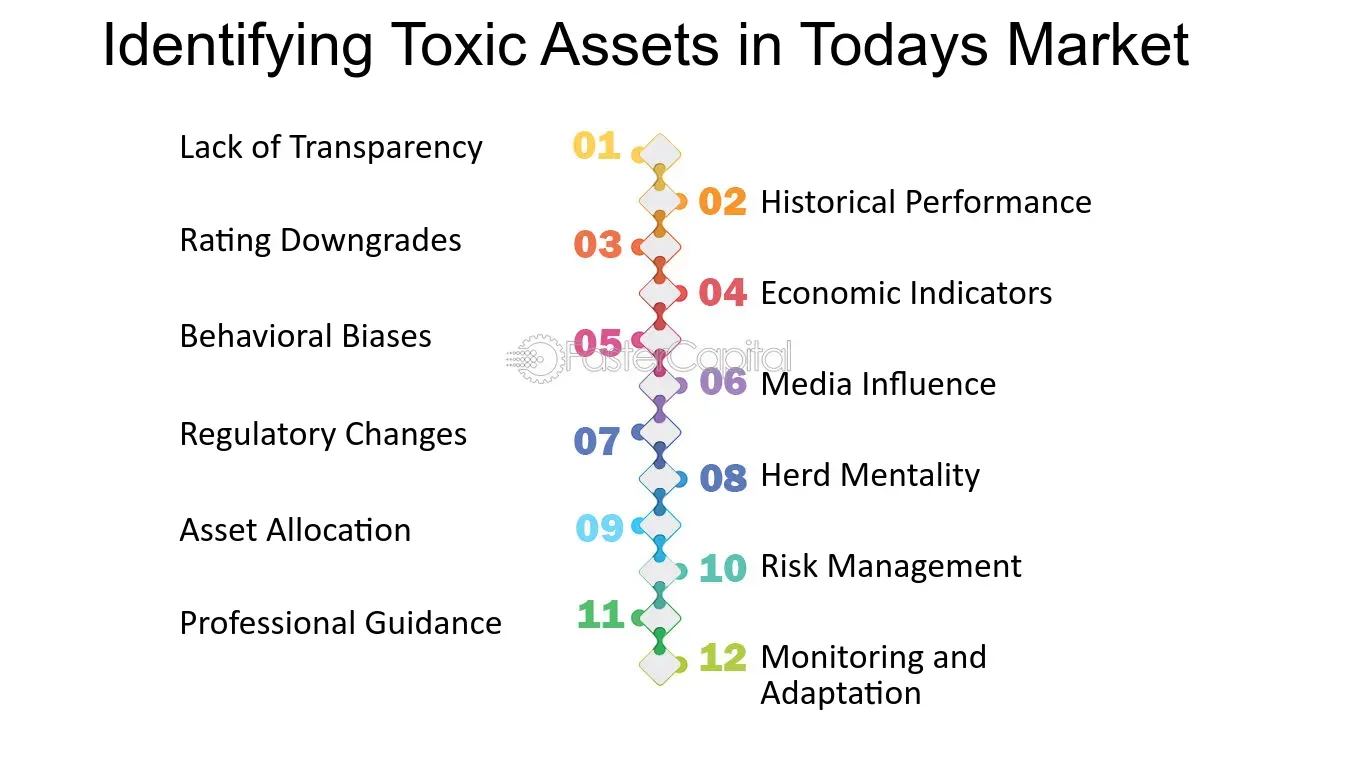 Identifying Toxic Assets in Todays Market
01 Lack of Transparency
02 Historical Performance
03 Rating Downgrades
04 Economic Indicators
05 Behavioral Biases
FasterCapital
06 Media Influence
07 Regulatory Changes
08 Herd Mentality
09 Asset Allocation
10 Risk Management
11 Professional Guidance
12 Monitoring and
Adaptation